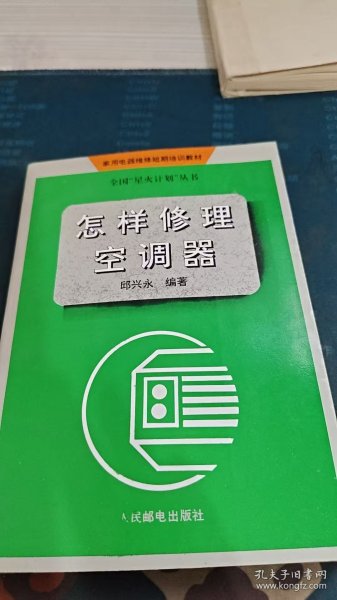 家用电器维修短期培训教材
全国“星火计划”丛书
怎样修理
空调器
邱兴永 编著
人民邮电出版社
孔夫子旧书网
www.kongfz.com